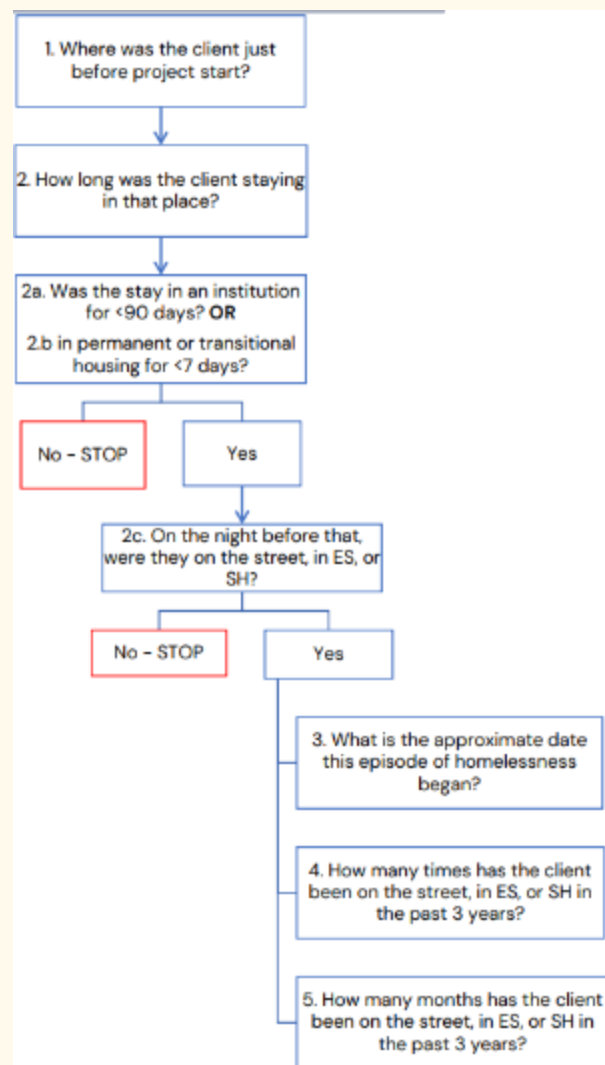 1. Where was the client just
before project start?
2. How long was the client staying
in that place?
2a. Was the stay in an institution
for <90 days? OR
2.b in permanent or transitional
housing for <7 days?
No - STOP
Yes
2c. On the night before that,
were they on the street, in ES, or
SH?
No - STOP
Yes
3. What is the approximate date
this episode of homelessness
began?
4. How many times has the client
been on the street, in ES, or SH in
the past 3 years?
5. How many months has the client
been on the street, in ES, or SH in
the past 3 years?